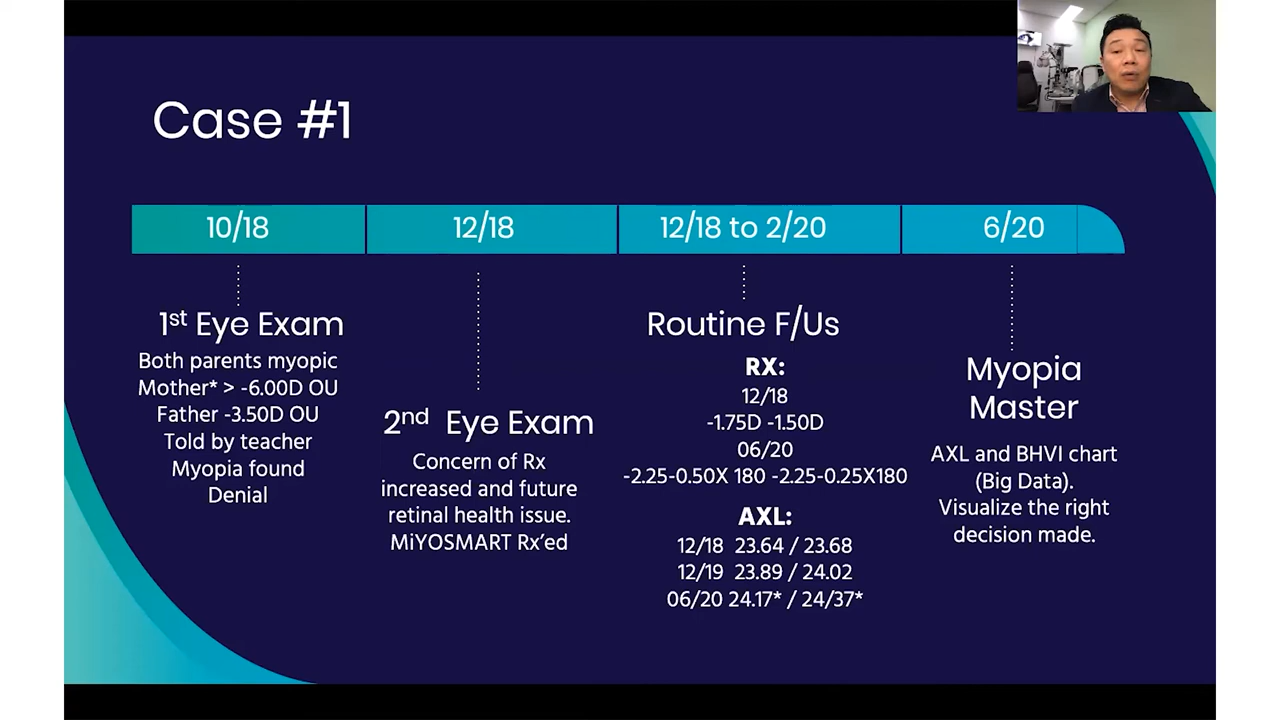 Case #1
10/18
12/18
12/18 to 2/20
6/20
1st Eye Exam
Both parents myopic
Mother* > -6.00D OU
Father -3.50D OU
Told by teacher
Myopia found
Denial
2nd Eye Exam
Concern of Rx
increased and future
retinal health issue.
MiYOSMART Rx’ed
Routine F/Us
RX:
12/18
-1.75D -1.50D
06/20
-2.25-0.50X 180 -2.25-0.25X180
AXL:
12/18 23.64 / 23.68
12/19 23.89 / 24.02
06/20 24.17* / 24/37*
Myopia
Master
AXL and BHVI chart
(Big Data).
Visualize the right
decision made.